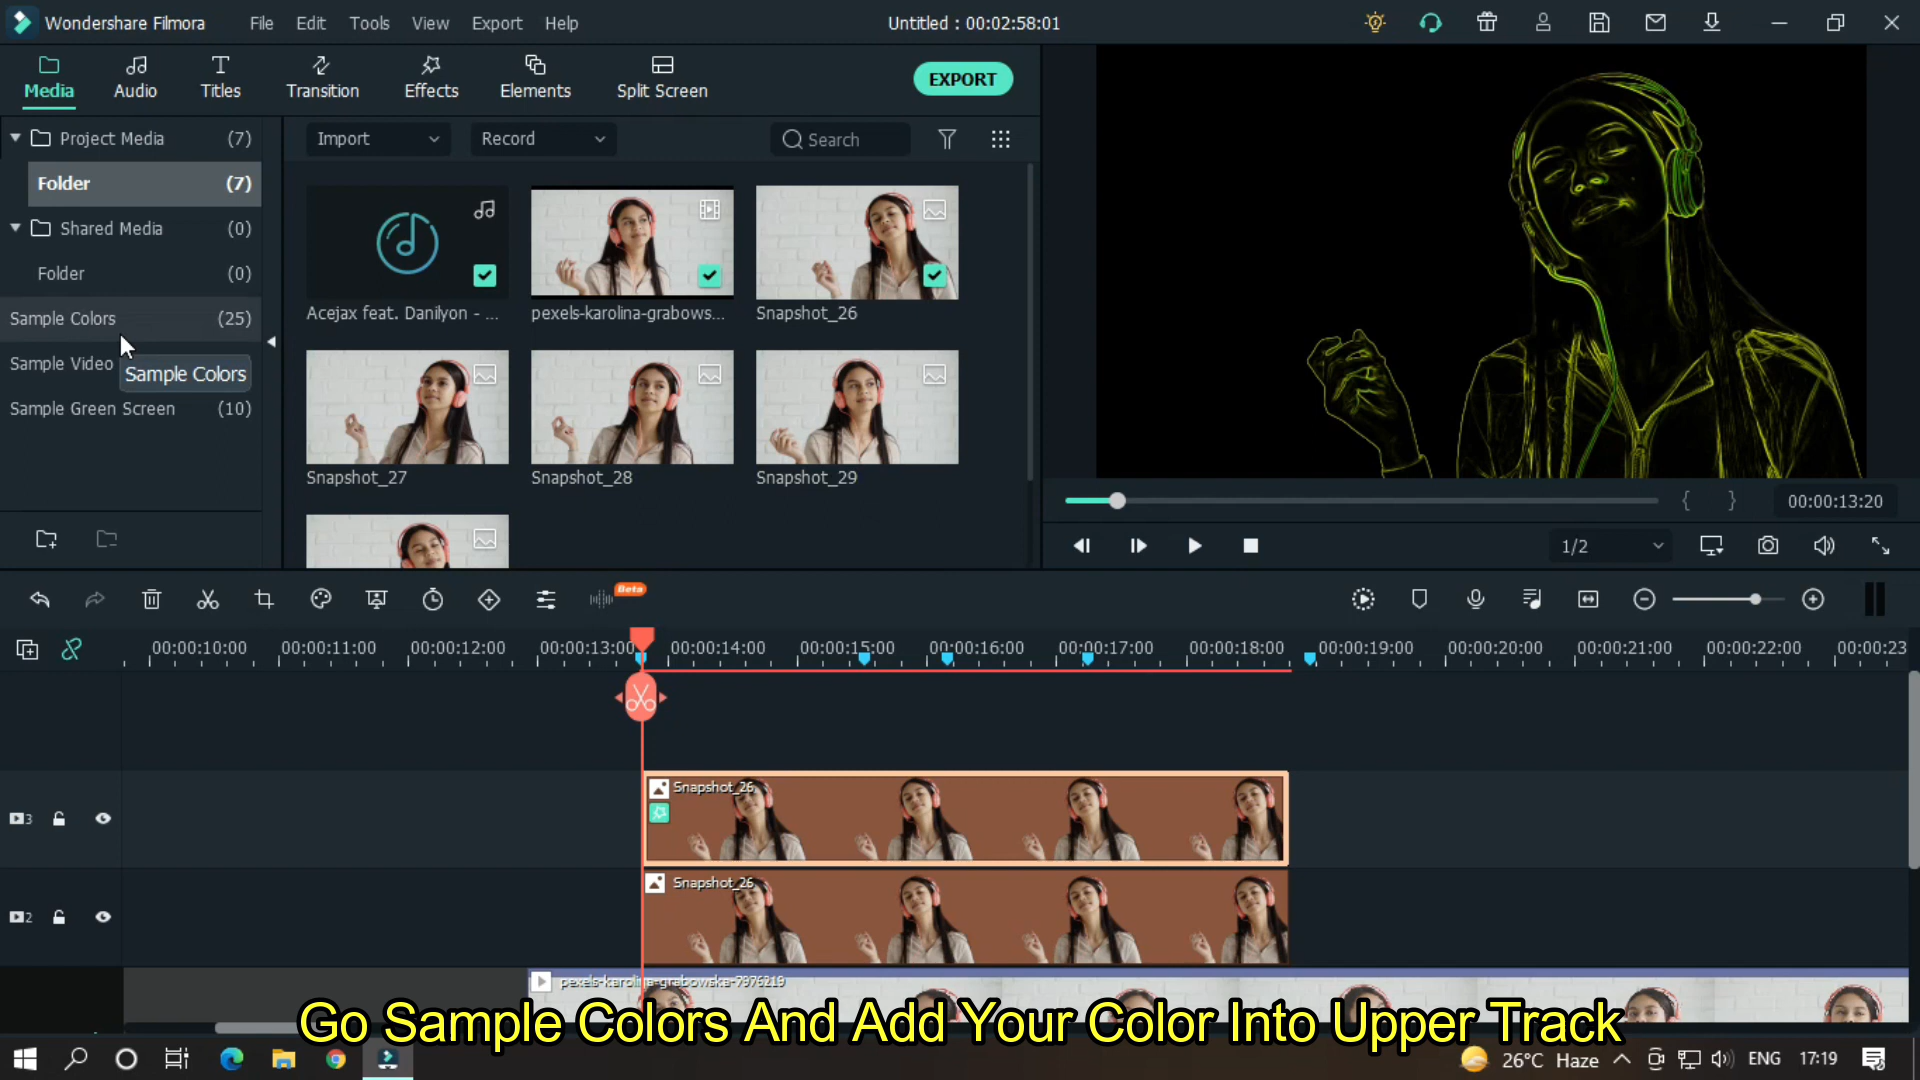 Wondershare Filmora
File Edit Tools View Export Help
Untitled : 00:02:58:01
Media Audio Titles Transition Effects Elements Split Screen
EXPORT
Project Media (7)
Folder (7)
Shared Media (0)
Folder (0)
Sample Colors (25)
Sample Video
Sample Colors
Sample Green Screen (10)
Import Record Search
Acejax feat. Danilyon - ...
pexels-karolina-grabows...
Snapshot_26
Snapshot_27
Snapshot_28
Snapshot_29
{ } 00:00:13:20
1/2
Beta
00:00:10:00 00:00:11:00 00:00:12:00 00:00:13:00 00:00:14:00 00:00:15:00 00:00:16:00 00:00:17:00 00:00:18:00 00:00:19:00 00:00:20:00 00:00:21:00 00:00:22:00 00:00:23
3
Snapshot_26
2
Snapshot_26
pexels-karolina-grabowska-7976219
Go Sample Colors And Add Your Color Into Upper Track
26°C Haze ENG 17:19